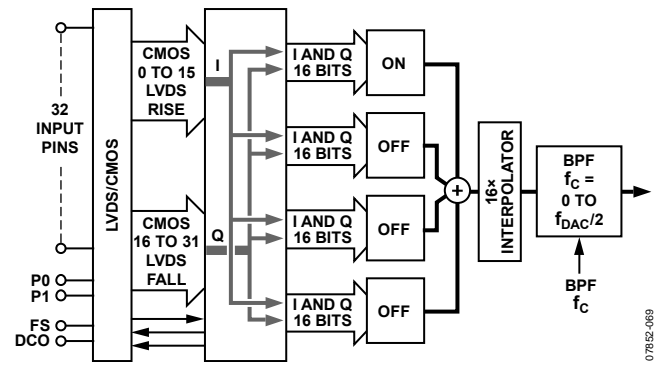 32
INPUT
PINS
P0
P1
FS
DCO
LVDS/CMOS
CMOS
0 TO 15
LVDS
RISE
CMOS
16 TO 31
LVDS
FALL
I
Q
I AND Q
16 BITS
ON
I AND Q
16 BITS
OFF
I AND Q
16 BITS
OFF
I AND Q
16 BITS
OFF
+
16×
INTERPOLATOR
BPF
fC =
0 TO
fDAC/2
BPF
fC
07852-069